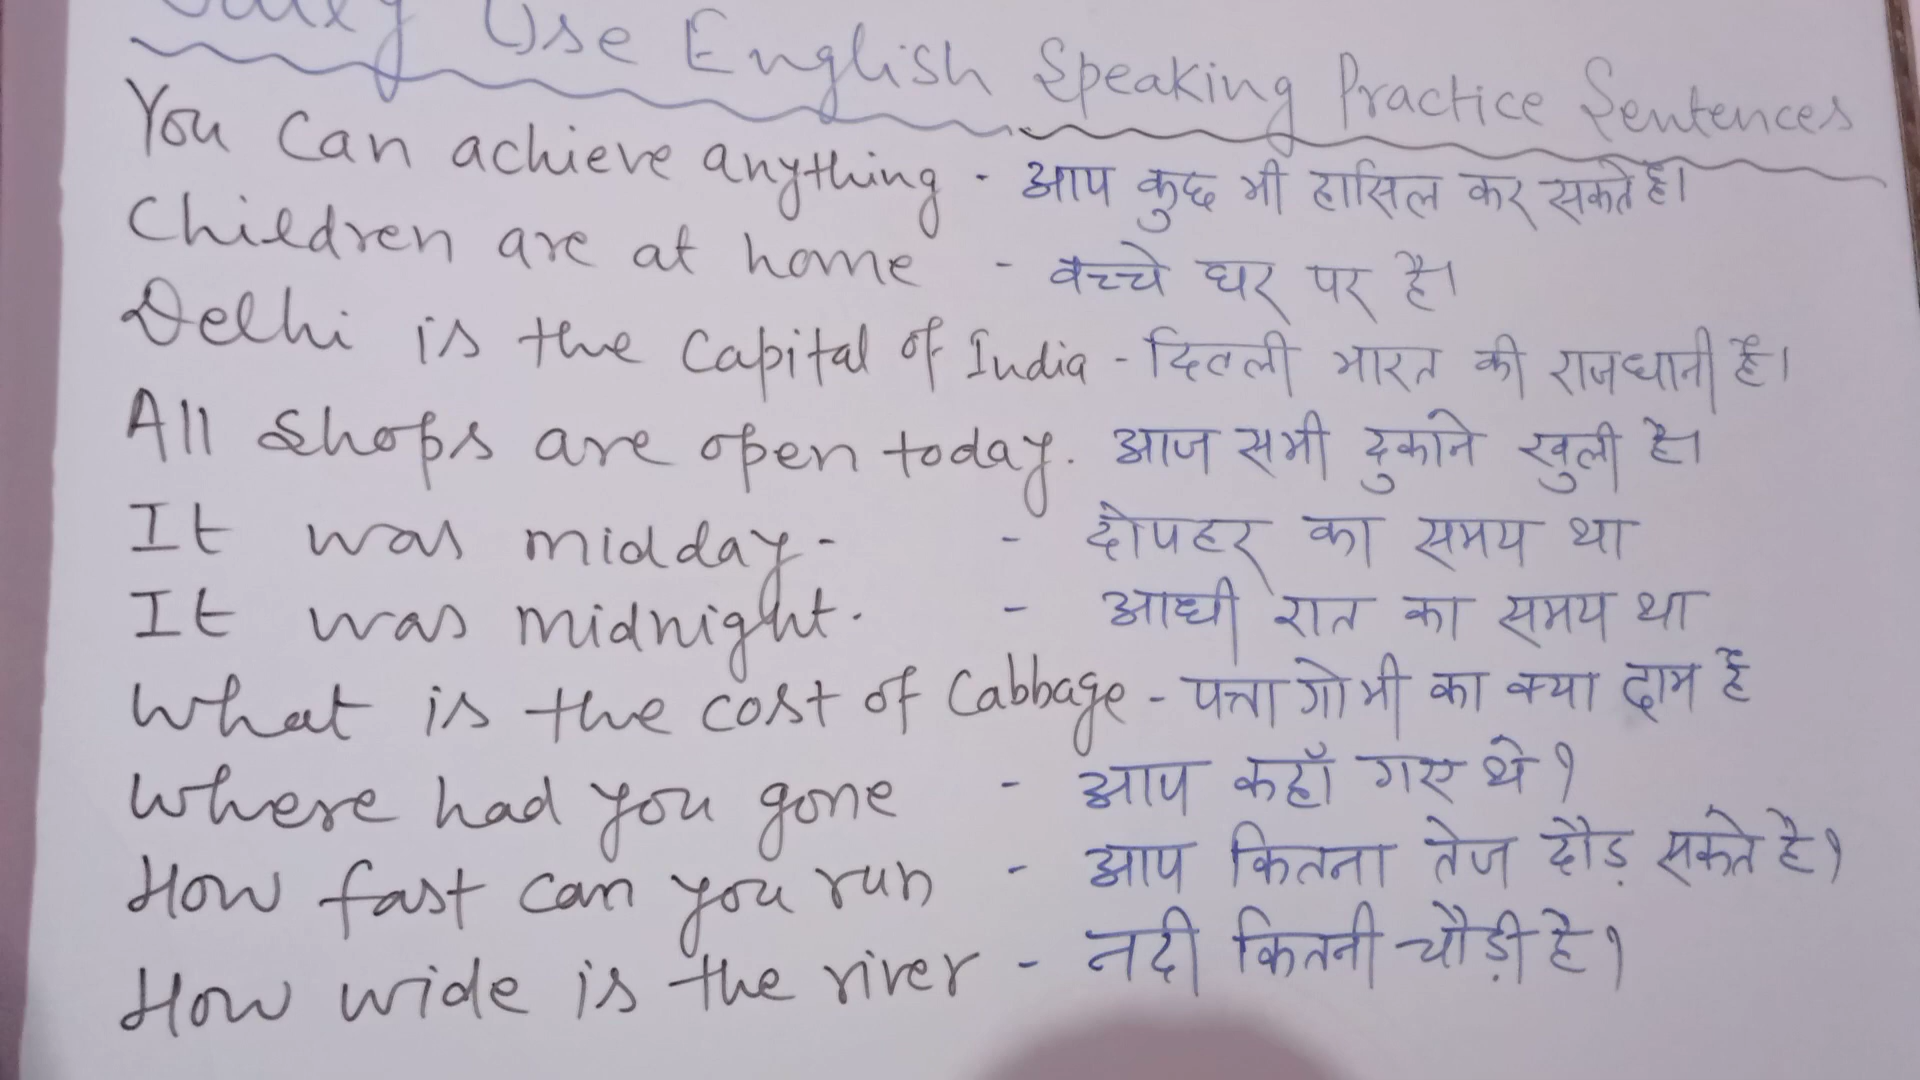 Daily Use English Speaking Practice Sentences
You Can achieve anything - आप कुछ भी हासिल कर सकते है।
Children are at home - बच्चे घर पर है।
Delhi is the Capital of India - दिल्ली भारत की राजधानी है।
All Shops are open today. आज सभी दुकाने खुली है।
It was midday - - दोपहर का समय था
It was midnight. - आधी रात का समय था
What is the cost of Cabbage - पत्ता गोभी का क्या दाम है
Where had you gone - आप कहाँ गए थे?
How fast can you run - आप कितना तेज दौड़ सकते है?
How wide is the river - नदी कितनी चौड़ी है?